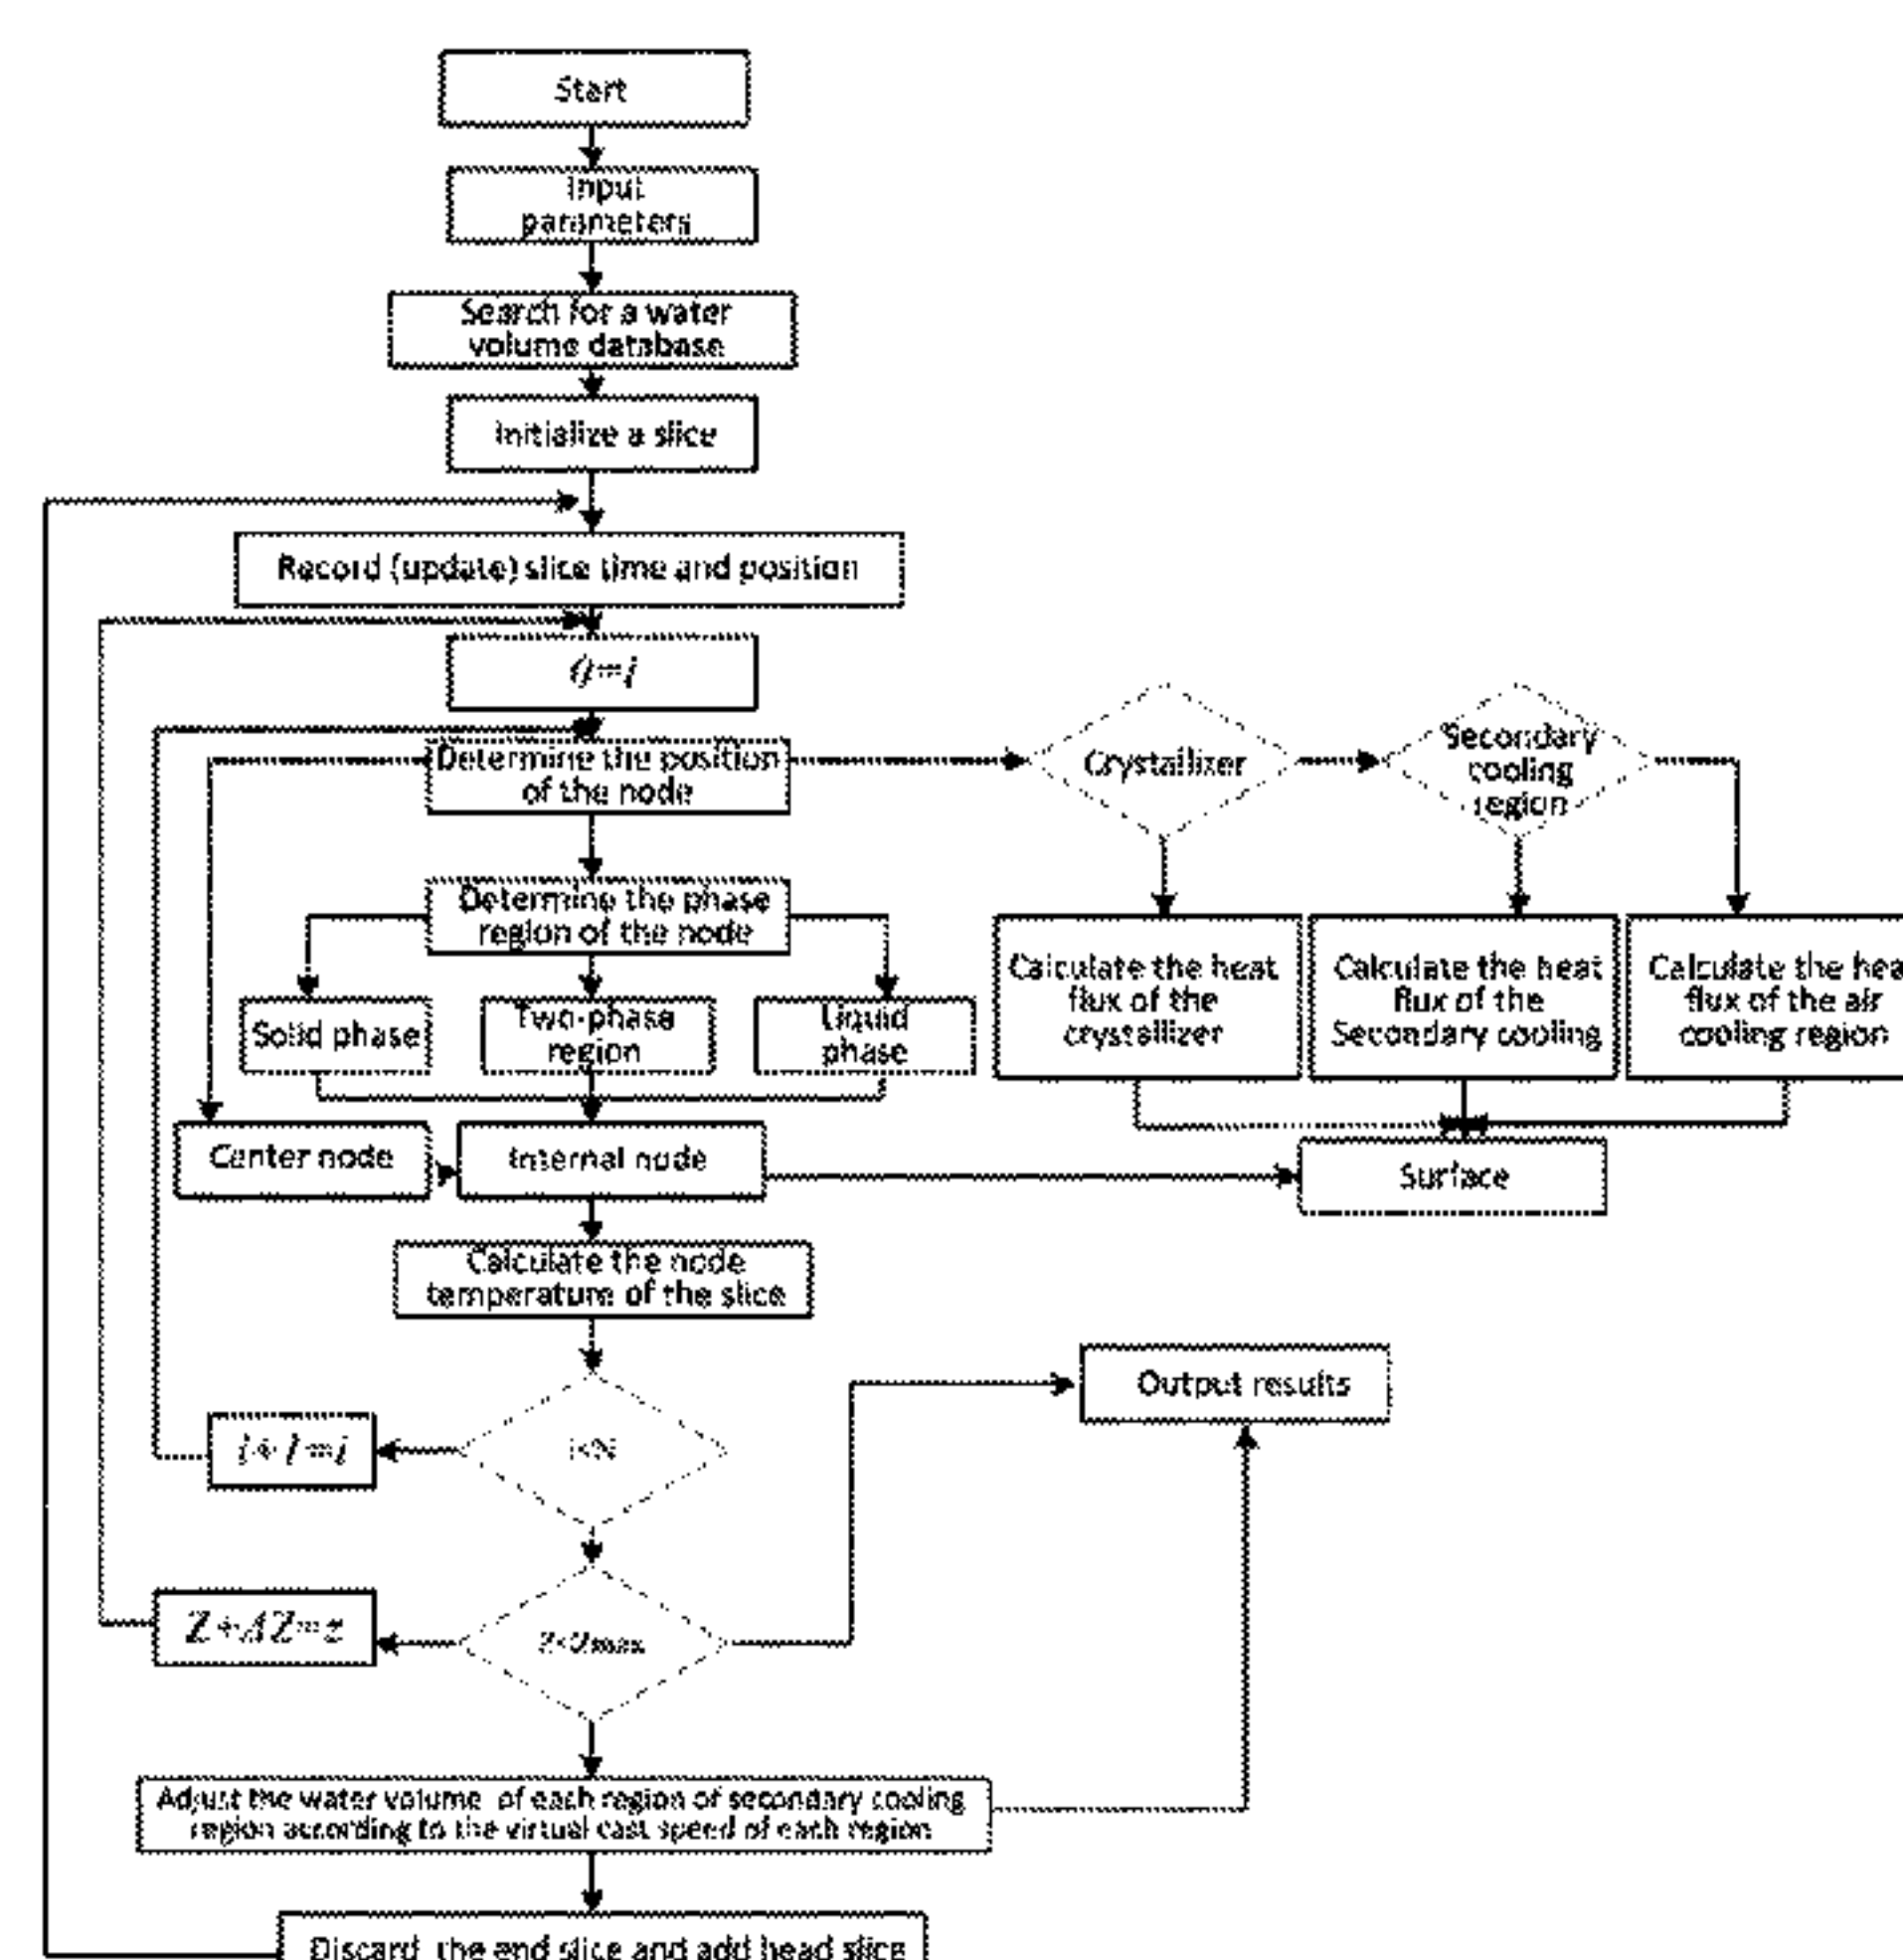 Start
Input
parameters
Search for a water
volume database
Initialize a slice
Record (update) slice time and position
0=i
Determine the position
of the node
Crystallizer
Secondary
cooling
region
Determine the phase
region of the node
Solid phase
Two-phase
region
Liquid
phase
Calculate the heat
flux of the
crystallizer
Calculate the heat
flux of the
Secondary cooling
Calculate the hea
flux of the air
cooling region
Center node
Internal node
Surface
Calculate the node
temperature of the slice
Output results
i+1=i
i<N
Z+ΔZ=z
Z<Zmax
Adjust the water volume of each region of secondary cooling
region according to the virtual cast speed of each region
Discard the end slice and add head slice